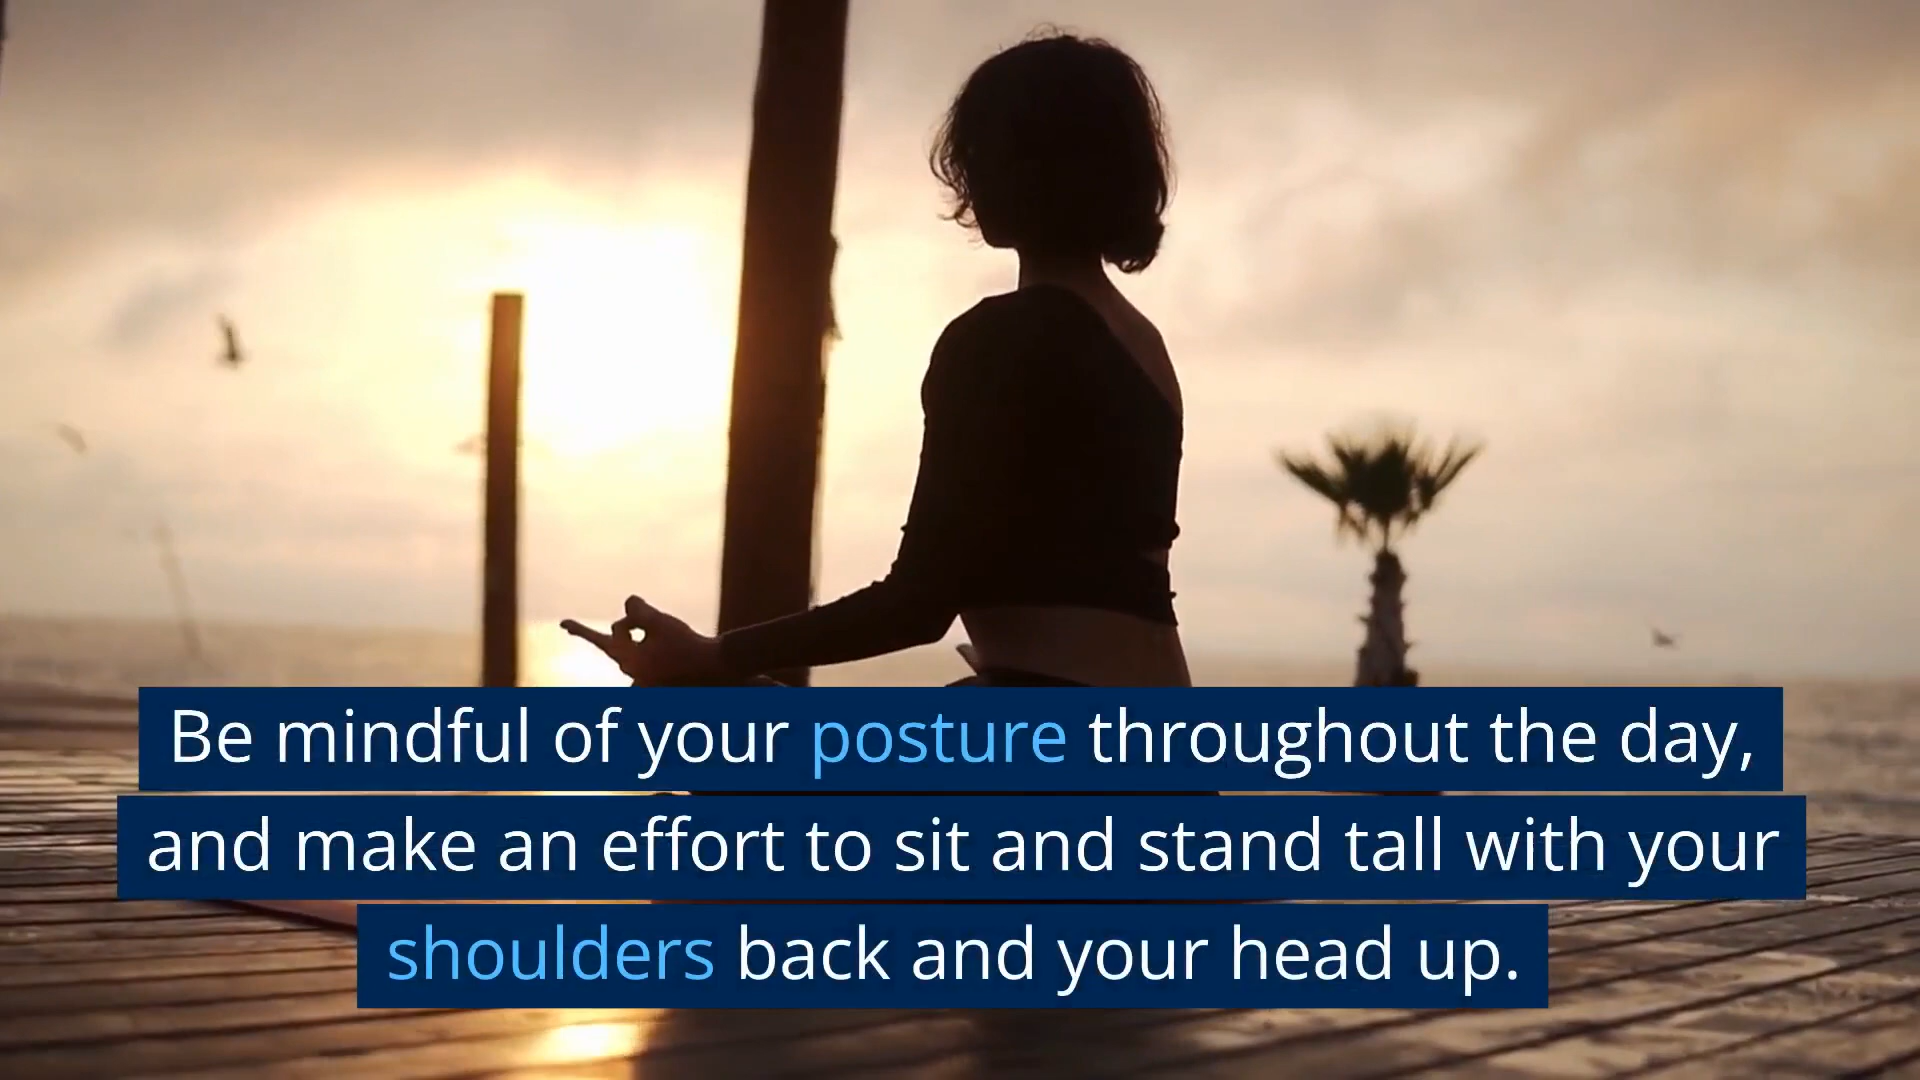 Be mindful of your posture throughout the day,
and make an effort to sit and stand tall with your
shoulders back and your head up.